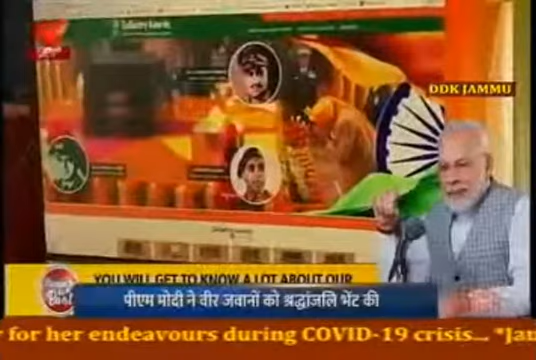 DDK JAMMU
YOU WILL GET TO KNOW A LOT ABOUT OUR
पीएम मोदी ने वीर जवानों को श्रद्धांजलि भेंट की
r for her endeavours during COVID-19 crisis... *Jan